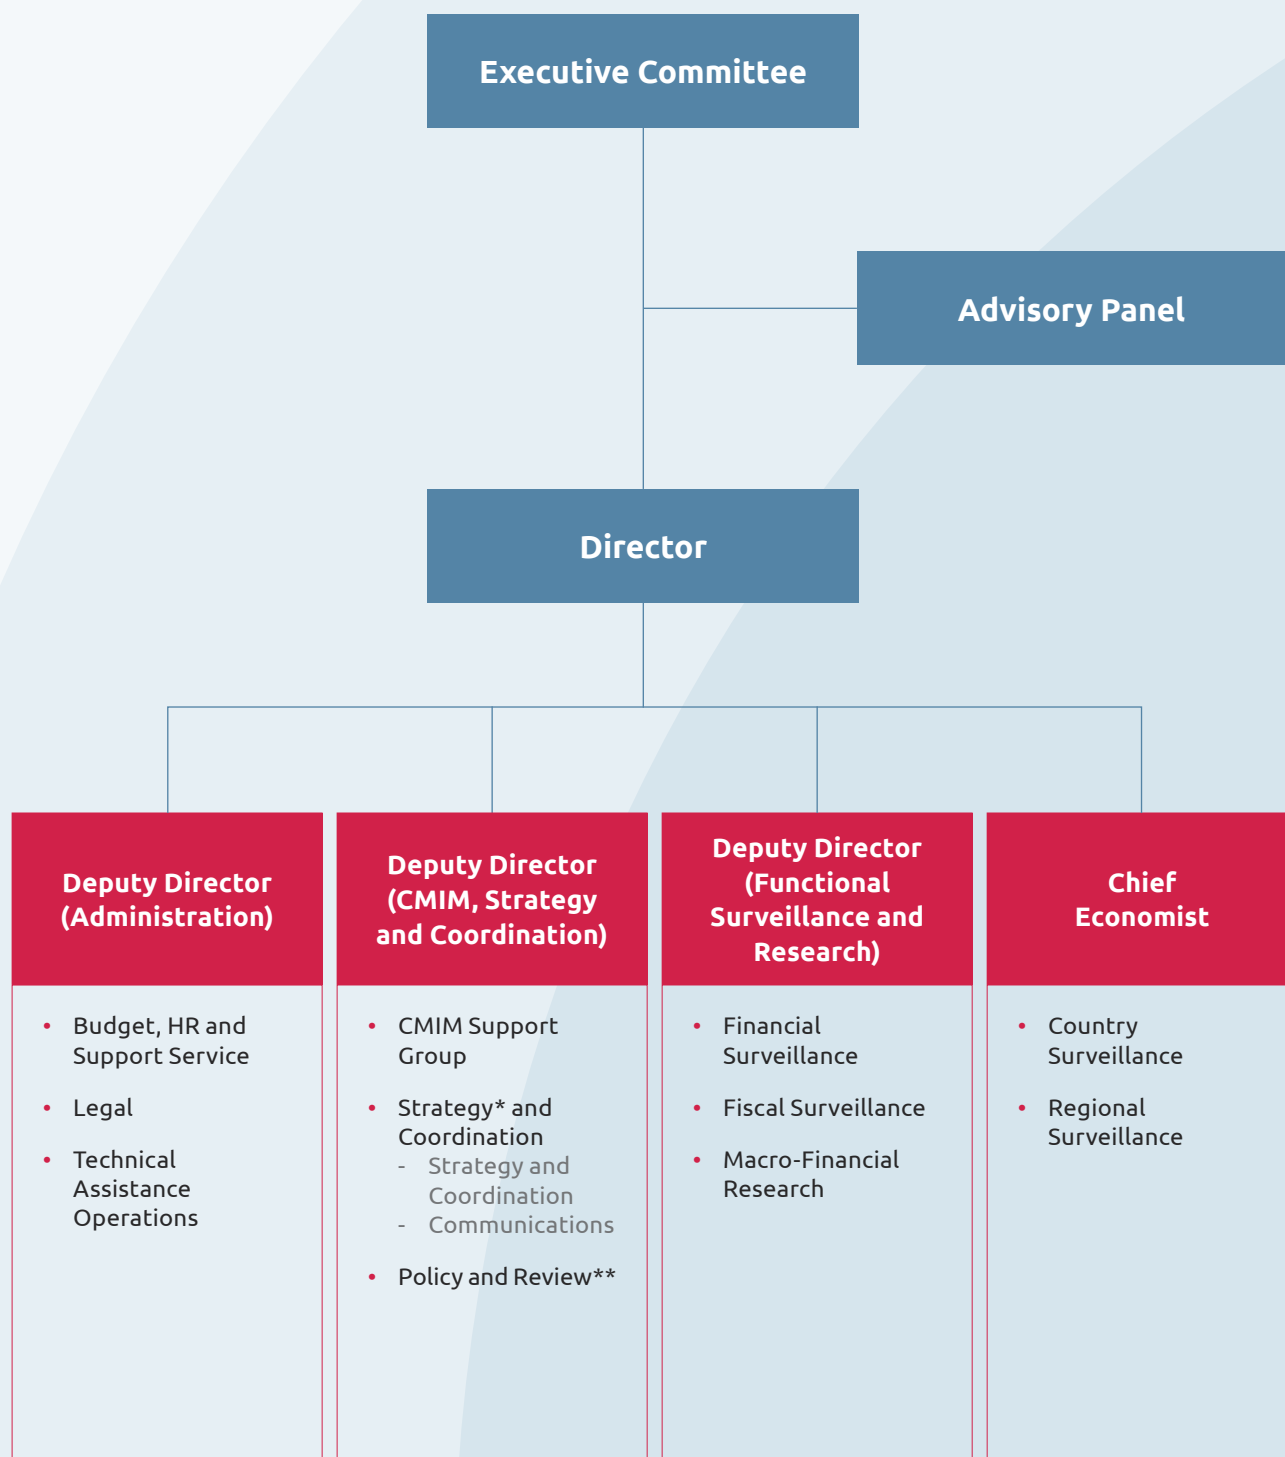 Executive Committee
Advisory Panel
Director
Deputy Director
(Administration)
• Budget, HR and
Support Service
• Legal
• Technical
Assistance
Operations
Deputy Director
(CMIM, Strategy
and Coordination)
• CMIM Support
Group
• Strategy* and
Coordination
- Strategy and
Coordination
- Communications
• Policy and Review**
Deputy Director
(Functional
Surveillance and
Research)
• Financial
Surveillance
• Fiscal Surveillance
• Macro-Financial
Research
Chief
Economist
• Country
Surveillance
• Regional
Surveillance